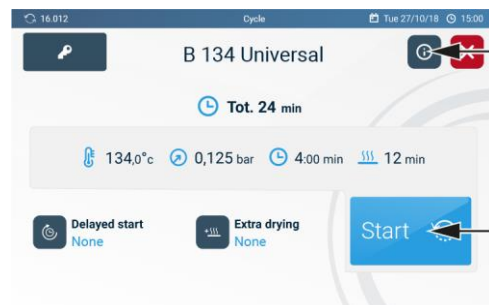 16.012 Cycle Tue 27/10/18 15:00
B 134 Universal
Tot. 24 min
134,0°c 0,125 bar 4:00 min 12 min
Delayed start
None
Extra drying
None
Start